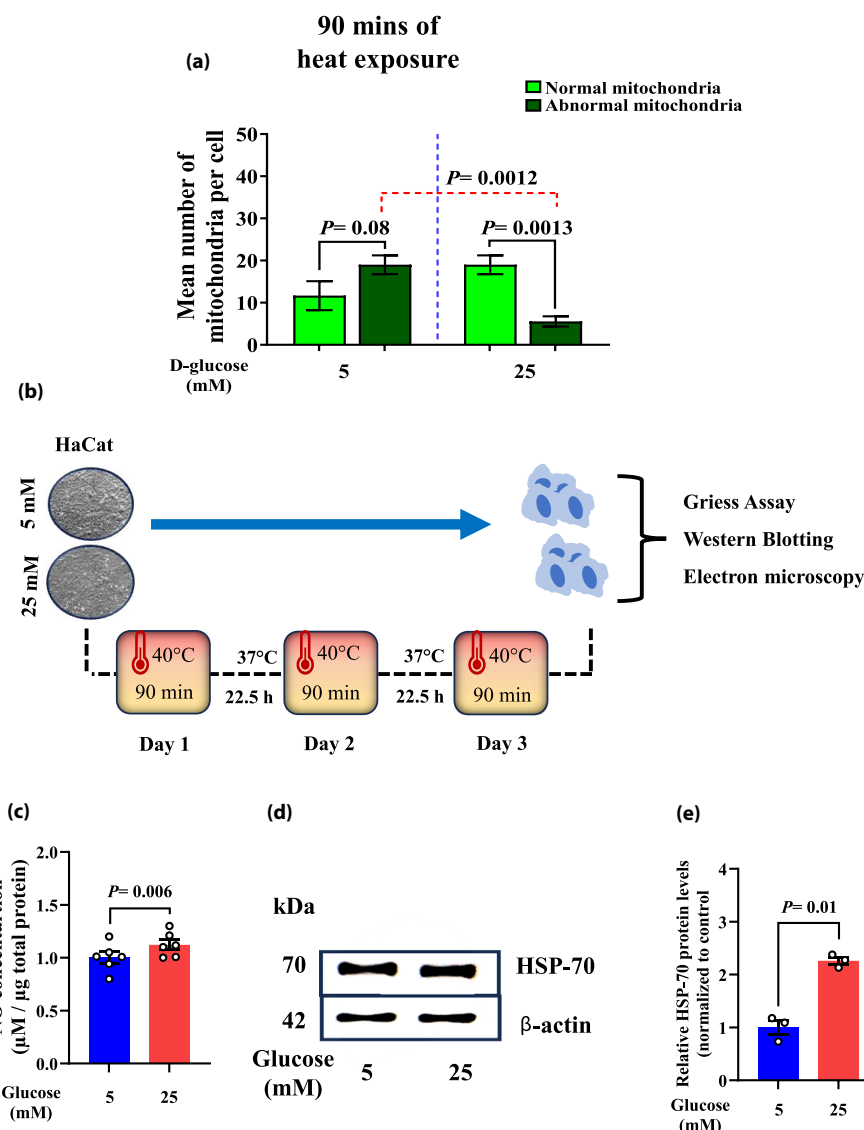 90 mins of
heat exposure
(a)
Normal mitochondria
Abnormal mitochondria
Mean number of
mitochondria per cell
50
40
30
20
10
0
P= 0.0012
P= 0.08
P= 0.0013
D-glucose
(mM)
5
25
(b)
HaCat
5 mM
25 mM
Griess Assay
Western Blotting
Electron microscopy
40°C
90 min
37°C
22.5 h
40°C
90 min
37°C
22.5 h
40°C
90 min
Day 1
Day 2
Day 3
(c)
(µM / µg total protein)
2.0
1.5
1.0
0.5
0.0
P= 0.006
Glucose
(mM)
5
25
(d)
kDa
70
HSP-70
42
β-actin
Glucose
(mM)
5
25
(e)
Relative HSP-70 protein levels
(normalized to control)
4
3
2
1
0
P= 0.01
Glucose
(mM)
5
25